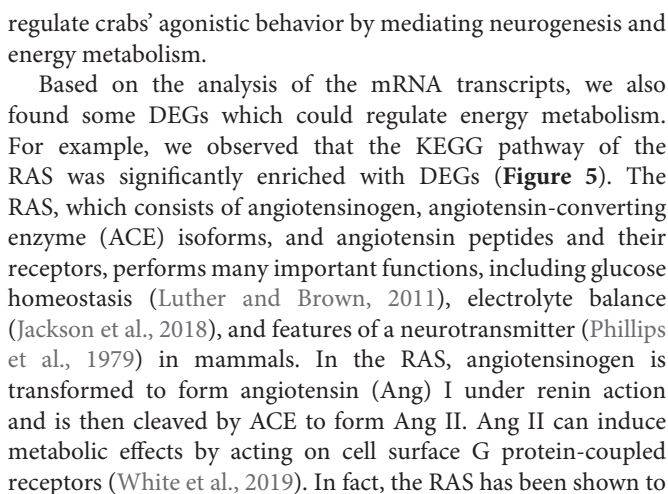 regulate crabs’ agonistic behavior by mediating neurogenesis and
energy metabolism.
Based on the analysis of the mRNA transcripts, we also
found some DEGs which could regulate energy metabolism.
For example, we observed that the KEGG pathway of the
RAS was significantly enriched with DEGs (Figure 5). The
RAS, which consists of angiotensinogen, angiotensin-converting
enzyme (ACE) isoforms, and angiotensin peptides and their
receptors, performs many important functions, including glucose
homeostasis (Luther and Brown, 2011), electrolyte balance
(Jackson et al., 2018), and features of a neurotransmitter (Phillips
et al., 1979) in mammals. In the RAS, angiotensinogen is
transformed to form angiotensin (Ang) I under renin action
and is then cleaved by ACE to form Ang II. Ang II can induce
metabolic effects by acting on cell surface G protein-coupled
receptors (White et al., 2019). In fact, the RAS has been shown to